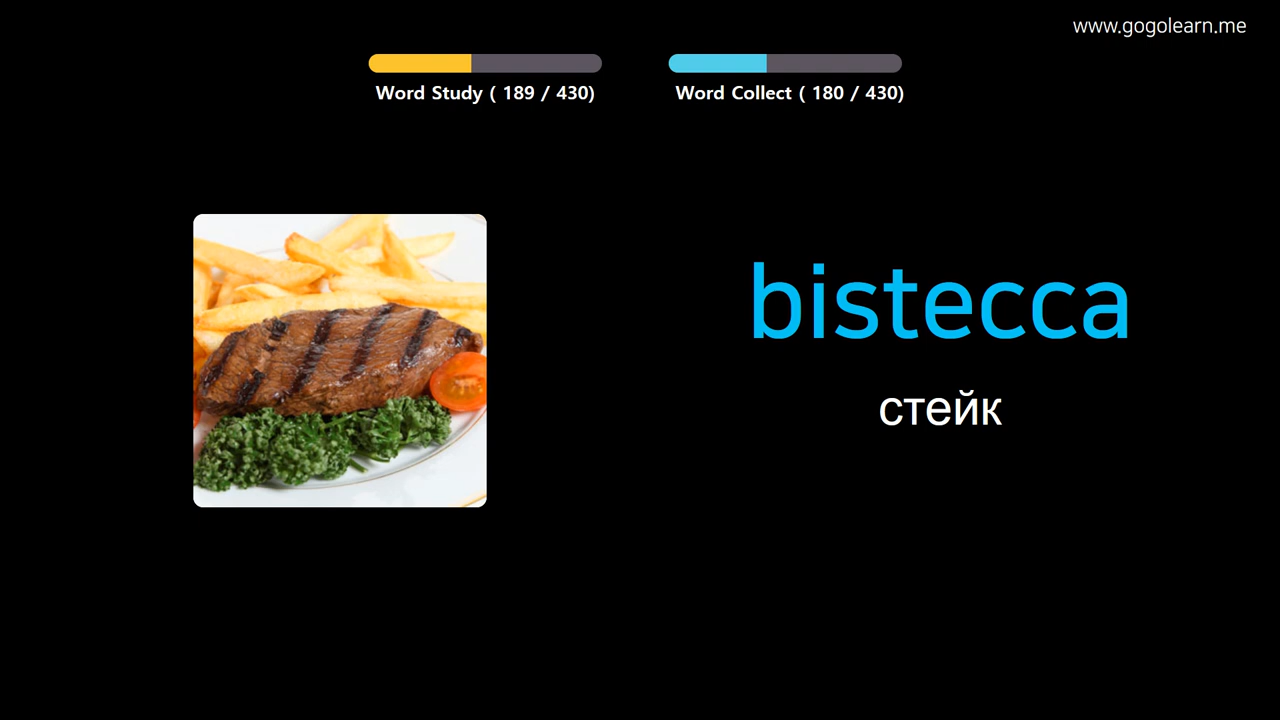 www.gogolearn.me
Word Study ( 189 / 430)
Word Collect ( 180 / 430)
bistecca
стейк